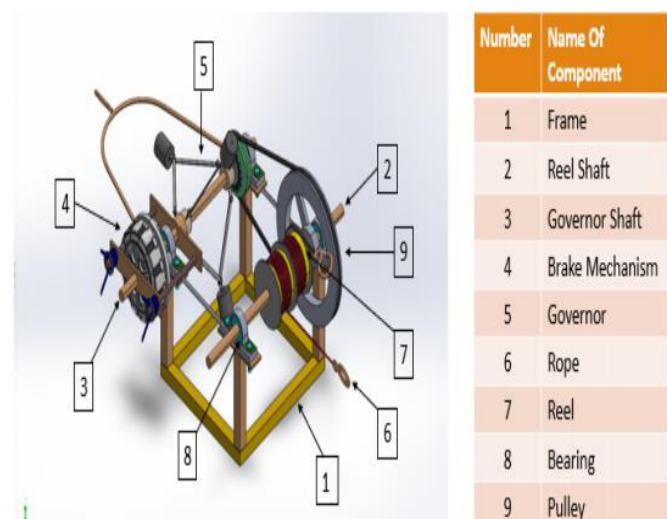 5
4
2
9
3
7
8
6
1
Number Name Of
Component
1 Frame
2 Reel Shaft
3 Governor Shaft
4 Brake Mechanism
5 Governor
6 Rope
7 Reel
8 Bearing
9 Pulley